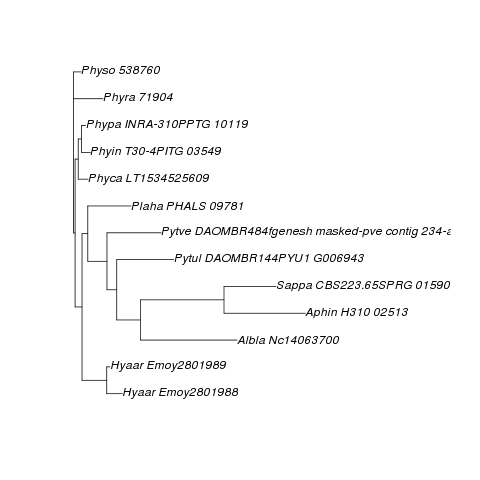 Physo 538760
Phyra 71904
Phypa INRA-310PPTG 10119
Phyin T30-4PITG 03549
Phyca LT1534525609
Plaha PHALS 09781
Pytve DAOMBR484fgenesh masked-pve contig 234-a
Pytul DAOMBR144PYU1 G006943
Sappa CBS223.65SPRG 01590
Aphin H310 02513
Albla Nc14063700
Hyaar Emoy2801989
Hyaar Emoy2801988